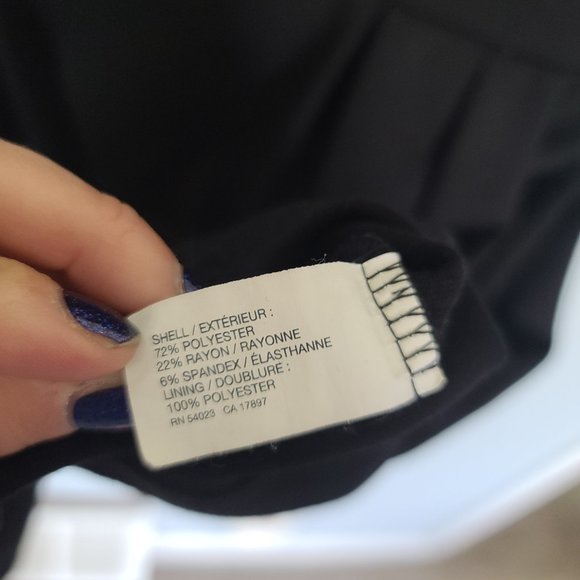 SHELL / EXTÉRIEUR :
72% POLYESTER
22% RAYON / RAYONNE
6% SPANDEX / ÉLASTHANNE
LINING / DOUBLURE :
100% POLYESTER
RN 54023 CA 17897